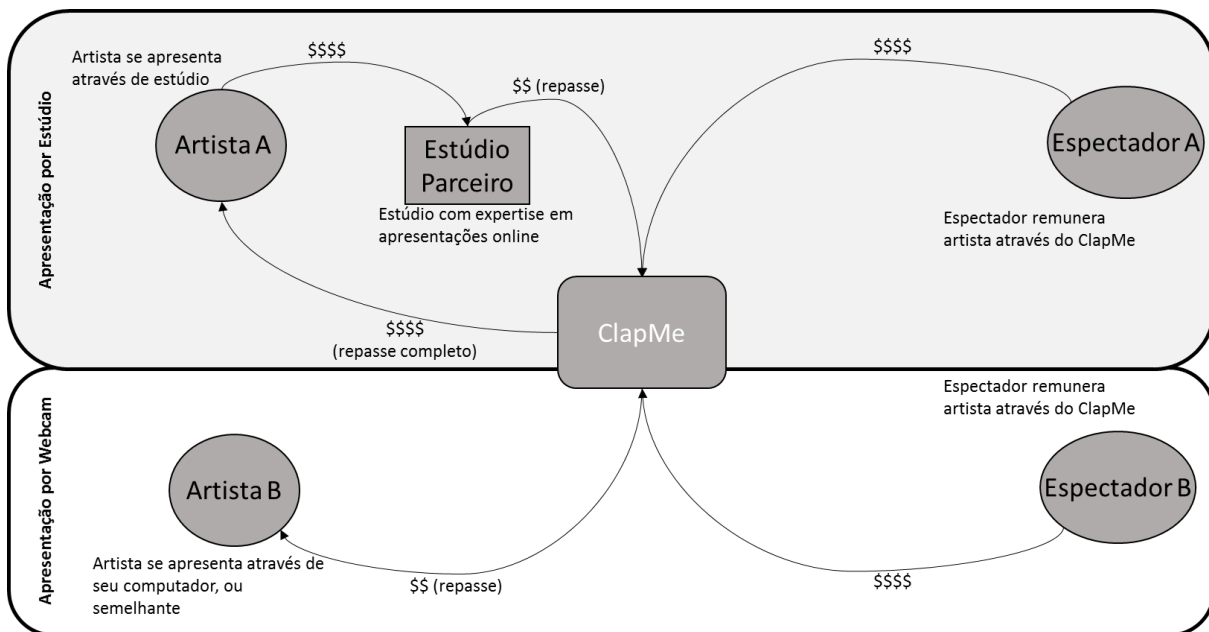 Apresentação por Estúdio
Artista se apresenta
através de estúdio
$$$$
$$ (repasse)
$$$$
Artista A
Estúdio
Parceiro
Espectador A
Estúdio com expertise em
apresentações online
Espectador remunera
artista através do ClapMe
$$$$
(repasse completo)
ClapMe
Apresentação por Webcam
Espectador remunera
artista através do ClapMe
Artista B
Espectador B
Artista se apresenta através de
seu computador, ou
semelhante
$$ (repasse)
$$$$